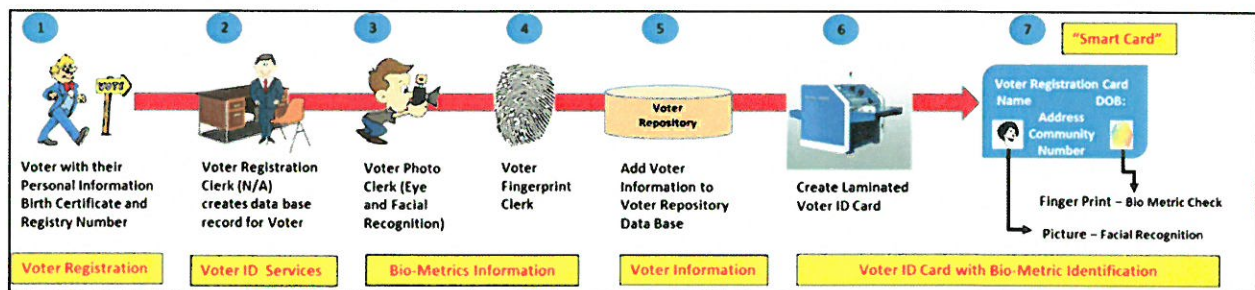 1
2
3
4
5
6
7
"Smart Card"
VOTE
Voter Registration Card
Name DOB:
Address
Community
Number
Voter
Repository
Voter with their
Personal Information
Birth Certificate and
Registry Number
Voter Registration
Clerk (N/A)
creates data base
record for Voter
Voter Photo
Clerk (Eye
and Facial
Recognition)
Voter
Fingerprint
Clerk
Add Voter
Information to
Voter Repository
Data Base
Create Laminated
Voter ID Card
Finger Print – Bio Metric Check
Picture – Facial Recognition
Voter Registration
Voter ID Services
Bio-Metrics Information
Voter Information
Voter ID Card with Bio-Metric Identification